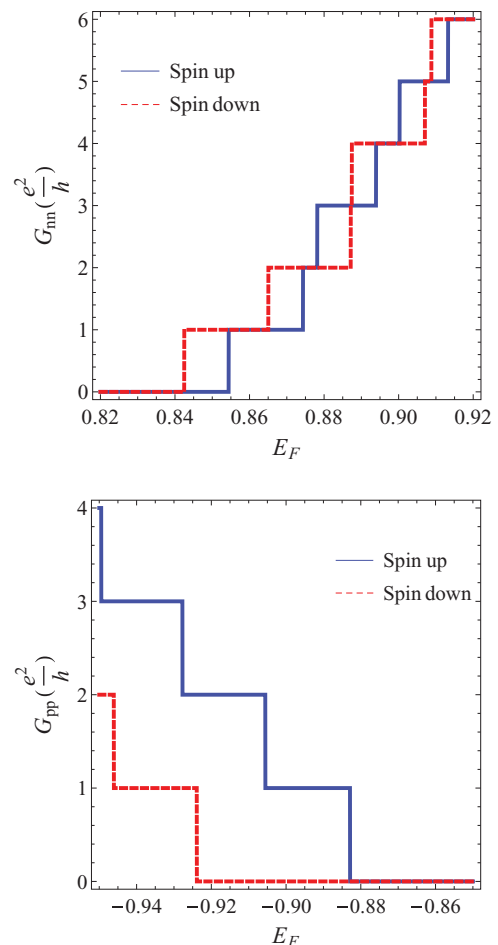 6
5
4
3
2
1
0
G_nn(e²/h)
Spin up
Spin down
0.82 0.84 0.86 0.88 0.90 0.92
E_F
4
3
2
1
0
G_pp(e²/h)
Spin up
Spin down
−0.94 −0.92 −0.90 −0.88 −0.86
E_F